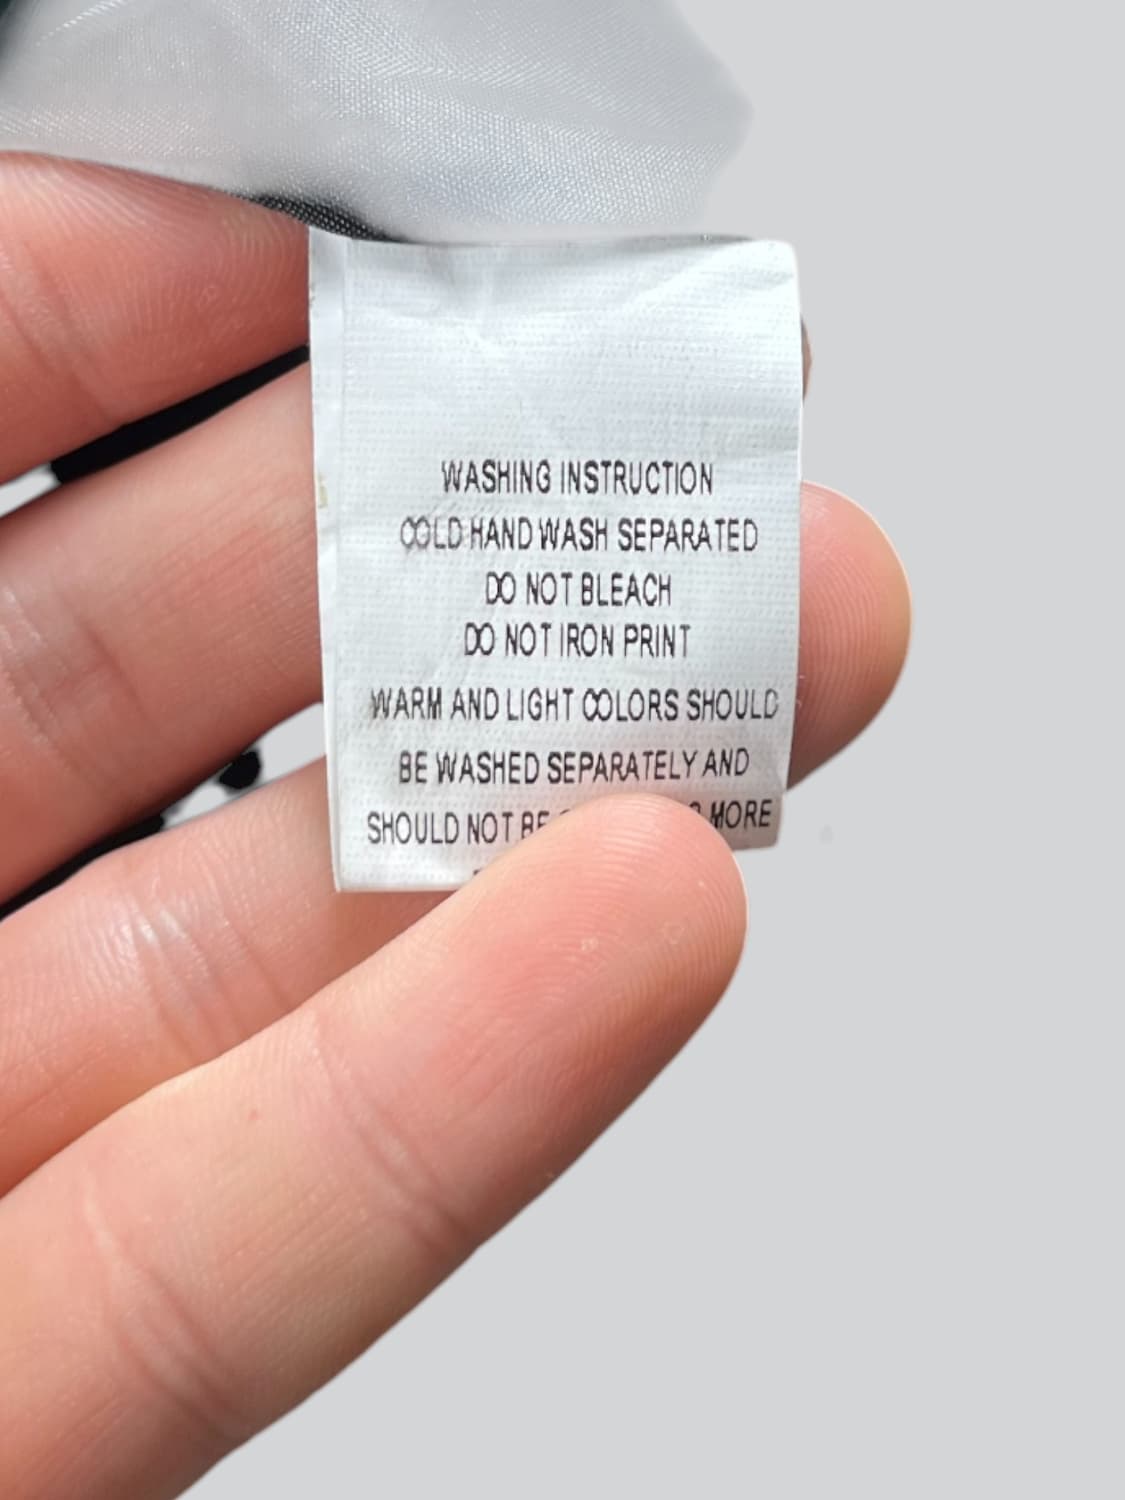 WASHING INSTRUCTION
COLD HAND WASH SEPARATED
DO NOT BLEACH
DO NOT IRON PRINT
WARM AND LIGHT COLORS SHOULD
BE WASHED SEPARATELY AND
SHOULD NOT BE MORE